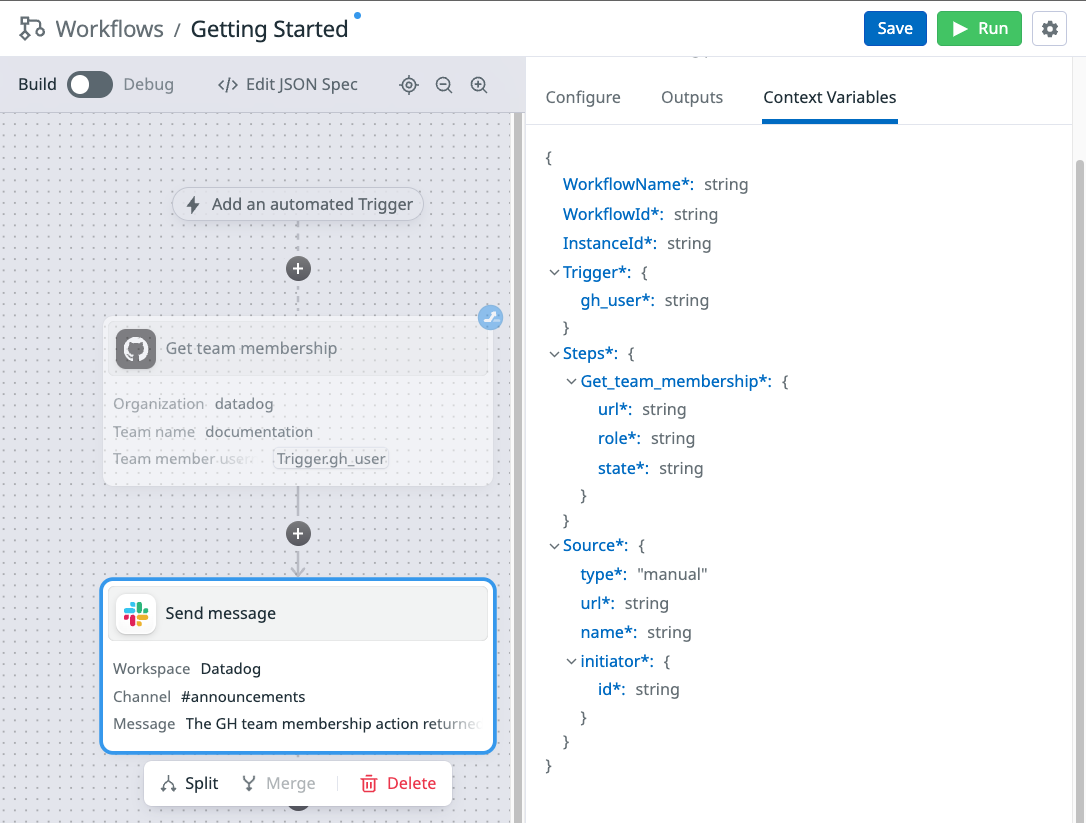 Workflows / Getting Started
Save
Run
Build
Debug
</> Edit JSON Spec
Add an automated Trigger
Get team membership
Organization datadog
Team name documentation
Team member user Trigger.gh_user
Send message
Workspace Datadog
Channel #announcements
Message The GH team membership action returned
Split
Merge
Delete
Configure
Outputs
Context Variables
{
WorkflowName*: string
WorkflowId*: string
InstanceId*: string
Trigger*: {
gh_user*: string
}
Steps*: {
Get_team_membership*: {
url*: string
role*: string
state*: string
}
}
Source*: {
type*: "manual"
url*: string
name*: string
initiator*: {
id*: string
}
}
}